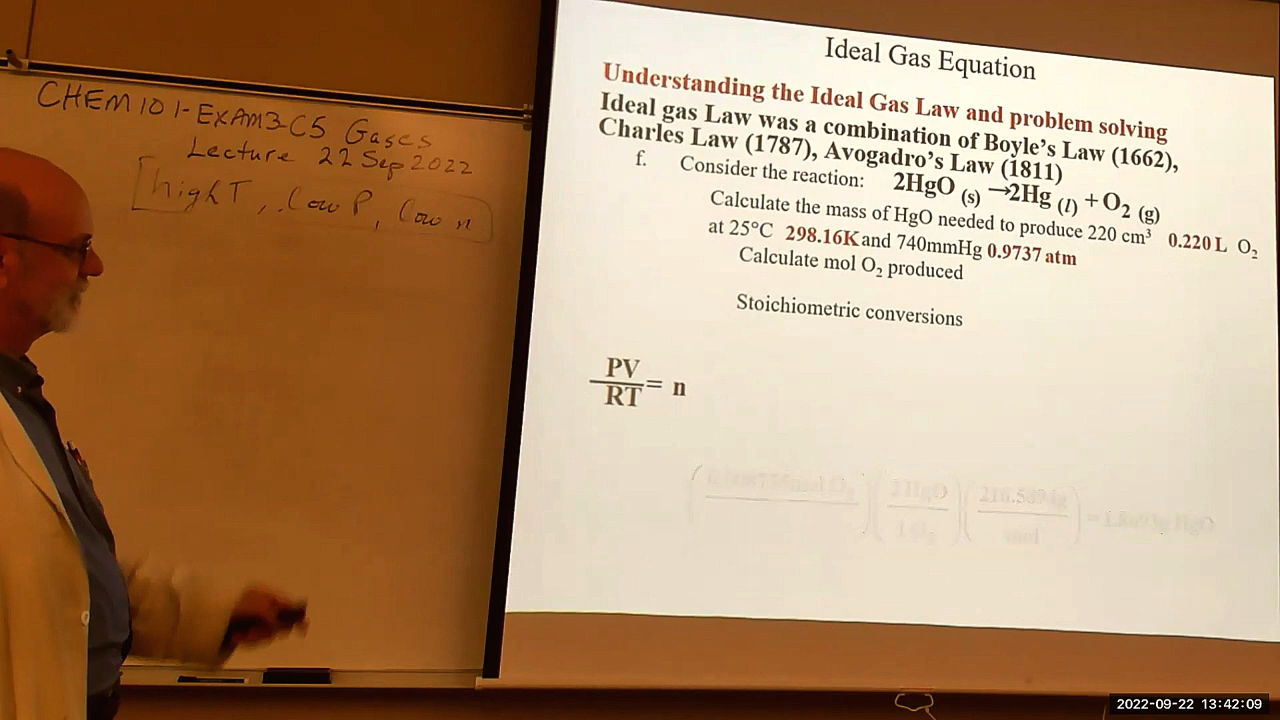 CHEM 101-EXAM3-C5 Gases
Lecture 22 Sep 2022
high T, Low P, Low n
Ideal Gas Equation
Understanding the Ideal Gas Law and problem solving
Ideal gas Law was a combination of Boyle's Law (1662),
Charles Law (1787), Avogadro's Law (1811)
f. Consider the reaction: 2HgO (s) →2Hg (l) + O2 (g)
Calculate the mass of HgO needed to produce 220 cm³ 0.220 L O2
at 25°C 298.16K and 740mmHg 0.9737 atm
Calculate mol O2 produced
Stoichiometric conversions
PV
RT
= n
2 HgO
mol
2022-09-22 13:42:09